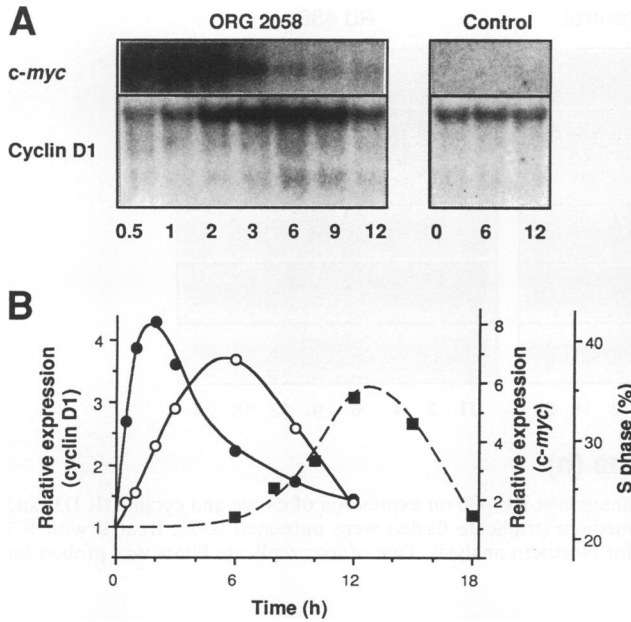 A
ORG 2058
Control
c-myc
Cyclin D1
0.5 1 2 3 6 9 12
0 6 12
B
Relative expression
(cyclin D1)
4
3
2
1
0 6 12 18
Time (h)
8
6
4
2
0
Relative expression
(c-myc)
40
30
20
S phase (%)